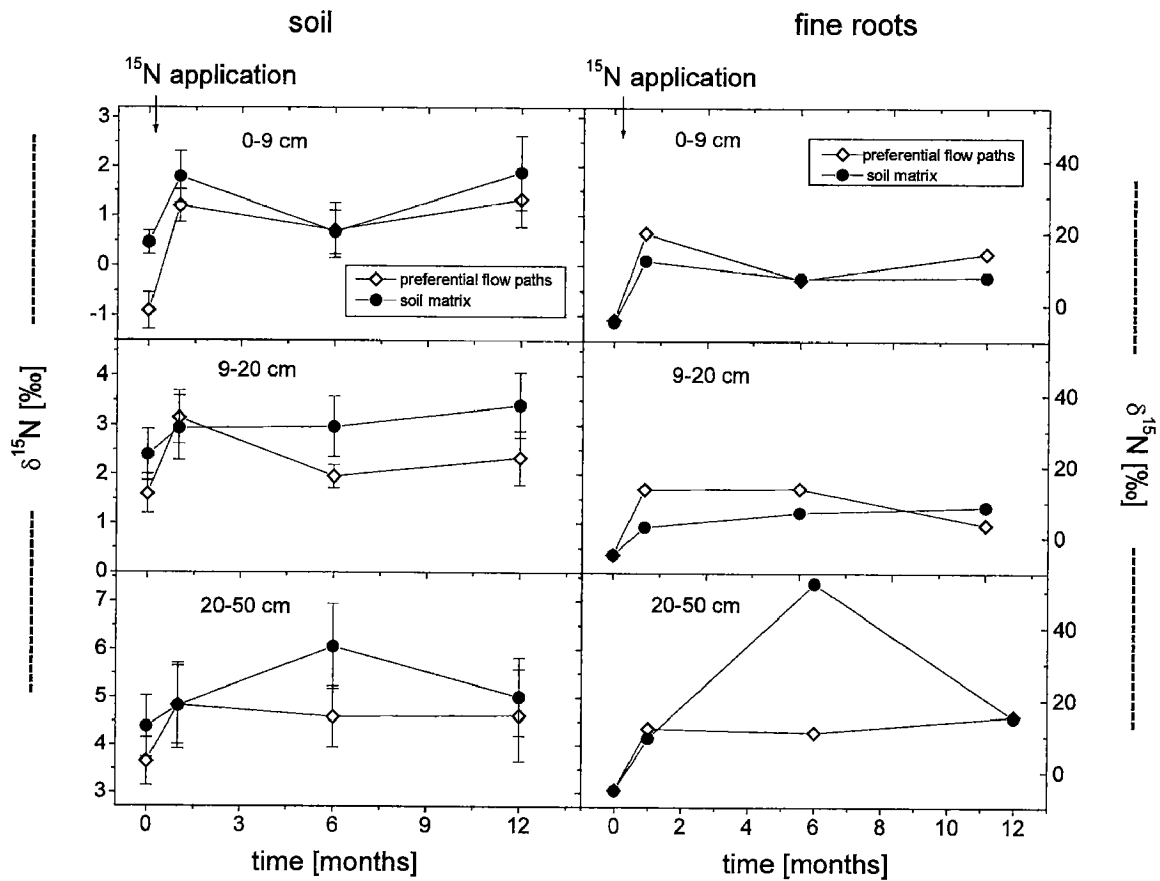 soil
fine roots
¹⁵N application
¹⁵N application
0-9 cm
0-9 cm
preferential flow paths
soil matrix
preferential flow paths
soil matrix
3
2
1
0
-1
40
20
0
9-20 cm
9-20 cm
4
3
2
1
0
40
20
0
δ¹⁵N [‰]
δ¹⁵N [‰]
20-50 cm
20-50 cm
7
6
5
4
3
40
20
0
0 3 6 9 12
0 2 4 6 8 10 12
time [months]
time [months]